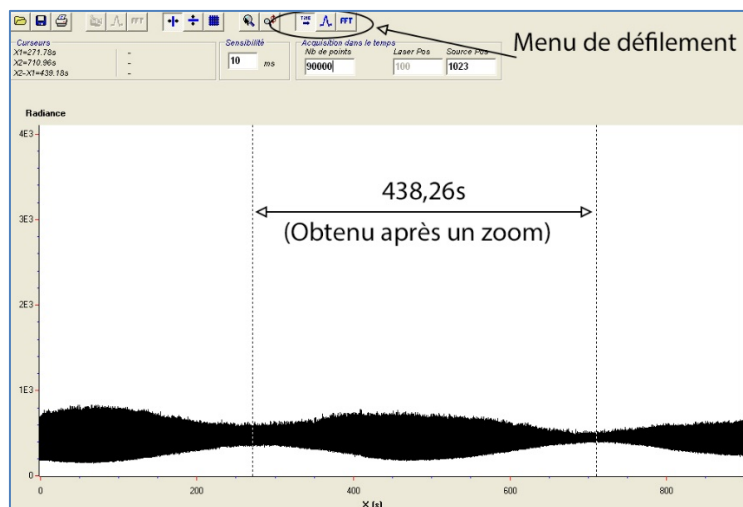 TIME FFT
Menu de défilement
Curseurs
X1=271.78s -
X2=710.96s -
X2-X1=439.18s -
Sensibilité
10 ms
Acquisition dans le temps
Nb de points Laser Pos Source Pos
90000 100 1023
Radiance
4E3
3E3
2E3
1E3
0
438,26s
(Obtenu après un zoom)
0 200 400 600 800
X (s)